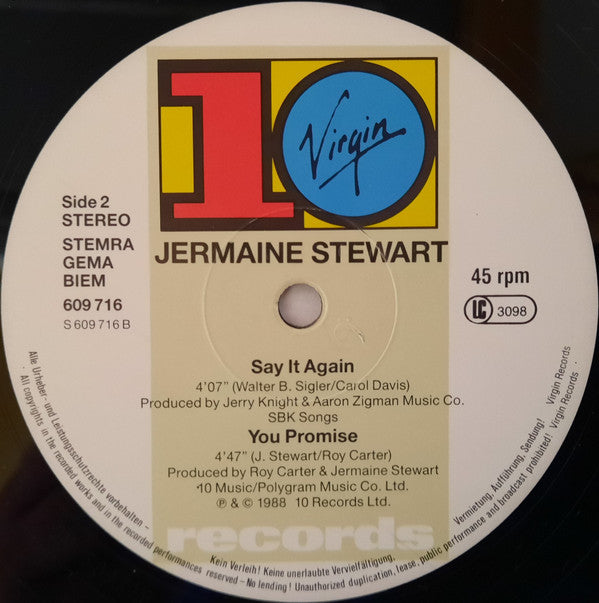 10
Virgin
Side 2
STEREO
STEMRA
GEMA
BIEM
609 716
S 609 716 B
JERMAINE STEWART
45 rpm
LC 3098
Say It Again
4'07" (Walter B. Sigler/Carol Davis)
Produced by Jerry Knight & Aaron Zigman Music Co.
SBK Songs
You Promise
4'47" (J. Stewart/Roy Carter)
Produced by Roy Carter & Jermaine Stewart
10 Music/Polygram Music Co. Ltd.
℗ & © 1988 10 Records Ltd.
records
Alle Urheber- und Leistungsschutzrechte vorbehalten – Kein Verleih! Keine unerlaubte Vervielfältigung, Vermietung, Aufführung, Sendung! Virgin Records
· All copyrights in the recorded works and in the recorded performances reserved – No lending! Unauthorized duplication, lease, public performance and broadcast prohibited! Virgin Records ·